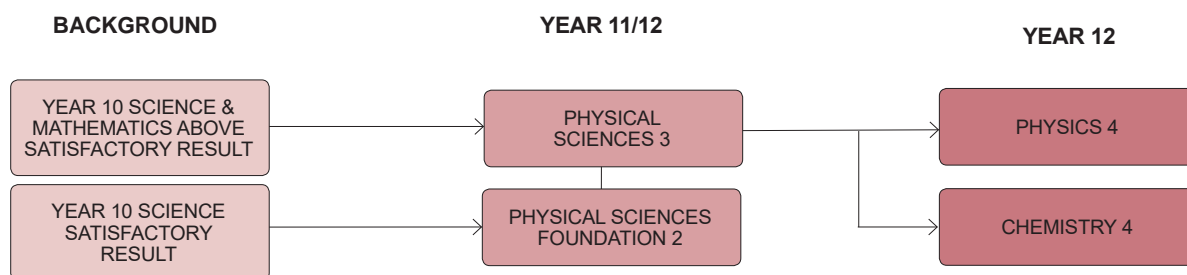 BACKGROUND
YEAR 11/12
YEAR 12
YEAR 10 SCIENCE &
MATHEMATICS ABOVE
SATISFACTORY RESULT
PHYSICAL
SCIENCES 3
PHYSICS 4
YEAR 10 SCIENCE
SATISFACTORY
RESULT
PHYSICAL SCIENCES
FOUNDATION 2
CHEMISTRY 4